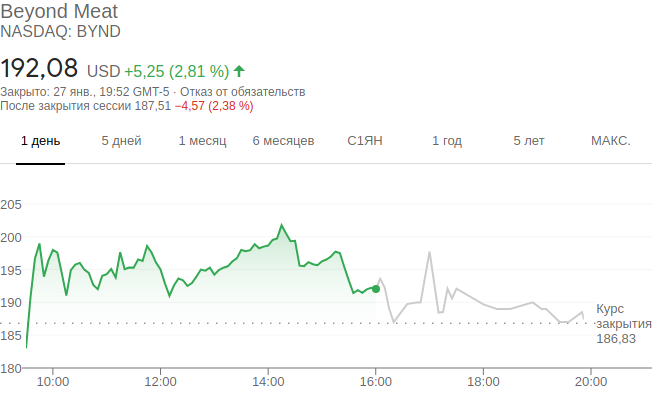 Beyond Meat
NASDAQ: BYND
192,08 USD +5,25 (2,81 %)
Закрыто: 27 янв., 19:52 GMT-5 · Отказ от обязательств
После закрытия сессии 187,51 −4,57 (2,38 %)
1 день 5 дней 1 месяц 6 месяцев С1ЯН 1 год 5 лет МАКС.
205
200
195
190
185
180
Курс
закрытия
186,83
10:00 12:00 14:00 16:00 18:00 20:00